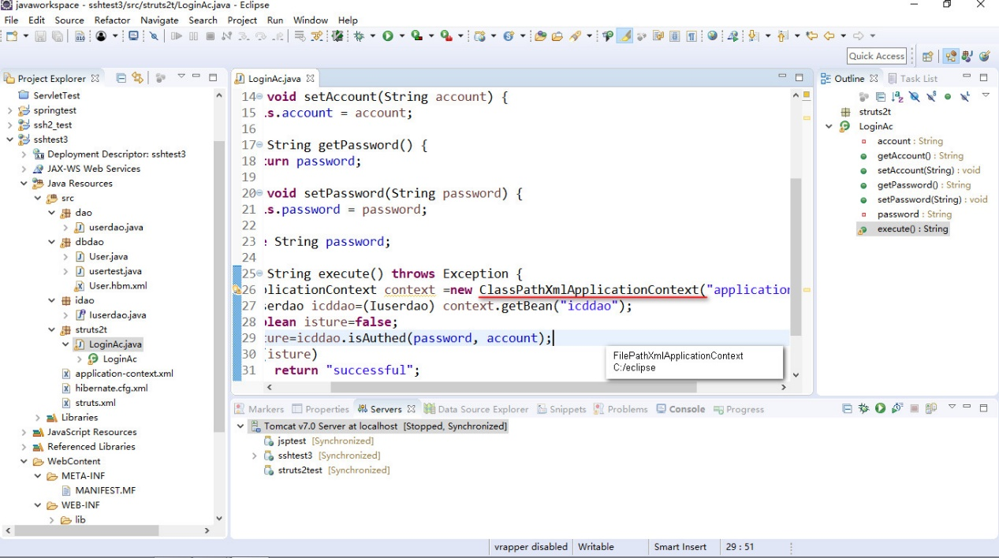 javaworkspace - sshtest3/src/struts2t/LoginAc.java - Eclipse
File Edit Source Refactor Navigate Search Project Run Window Help
Quick Access
Project Explorer
ServletTest
springtest
ssh2_test
sshtest3
Deployment Descriptor: sshtest3
JAX-WS Web Services
Java Resources
src
dao
userdao.java
dbdao
User.java
usertest.java
User.hbm.xml
idao
Iuserdao.java
struts2t
LoginAc.java
LoginAc
application-context.xml
hibernate.cfg.xml
struts.xml
Libraries
JavaScript Resources
Referenced Libraries
WebContent
META-INF
MANIFEST.MF
WEB-INF
lib
LoginAc.java
14 void setAccount(String account) {
15 .s.account = account;
16
17 String getPassword() {
18 turn password;
19
20 void setPassword(String password) {
21 .s.password = password;
22
23 String password;
24
25 String execute() throws Exception {
26 plicationContext context =new ClassPathXmlApplicationContext("application
27 serdao icddao=(Iuserdao) context.getBean("icddao");
28 olean isture=false;
29 ture=icddao.isAuthed(password, account);
30 (isture)
31 return "successful";
FilePathXmlApplicationContext
C:/eclipse
Outline Task List
struts2t
LoginAc
account : String
getAccount() : String
setAccount(String) : void
getPassword() : String
setPassword(String) : void
password : String
execute() : String
Markers Properties Servers Data Source Explorer Snippets Problems Console Progress
Tomcat v7.0 Server at localhost [Stopped, Synchronized]
jsptest [Synchronized]
sshtest3 [Synchronized]
struts2test [Synchronized]
vrapper disabled Writable Smart Insert 29 : 51